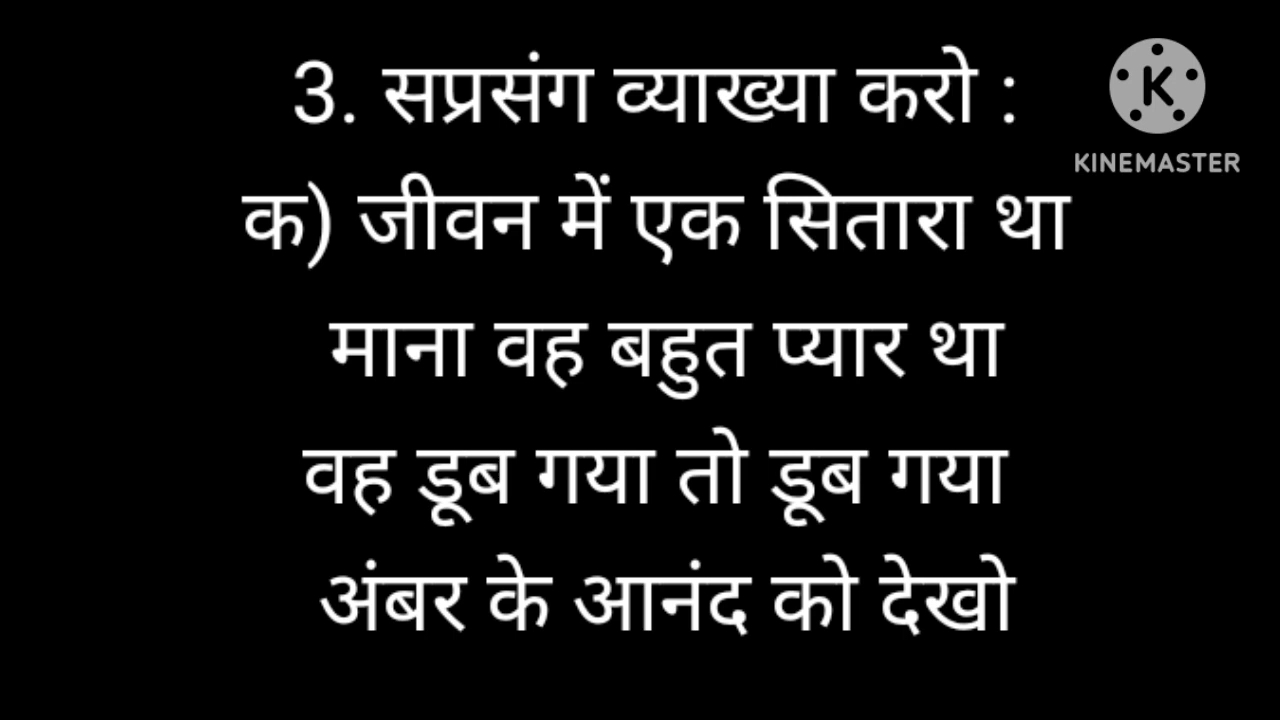 3. सप्रसंग व्याख्या करो :
क) जीवन में एक सितारा था
माना वह बहुत प्यार था
वह डूब गया तो डूब गया
अंबर के आनंद को देखो
K
KINEMASTER